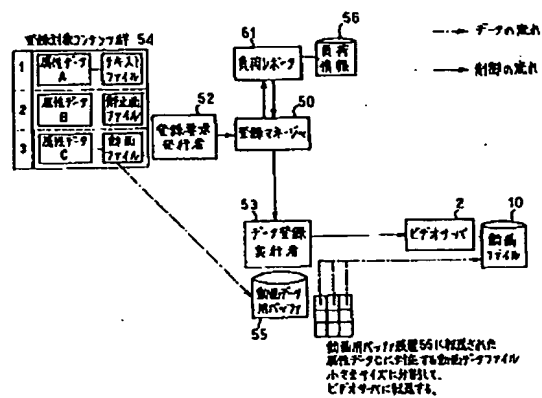 登録対象コンテンツ群 54
1
属性データ
A
テキスト
ファイル
2
属性データ
B
静止画
ファイル
3
属性データ
C
動画
ファイル
52
登録要求
発行者
61
負荷レポータ
56
負荷
情報
50
登録マネージャ
データの流れ
制御の流れ
53
データ登録
実行者
動画データ
用バッファ
55
2
ビデオサーバ
10
動画
ファイル
動画用バッファ装置55に転送された
属性データCに対応する動画データファイル
小さなサイズに分割して、
ビデオサーバに転送する。